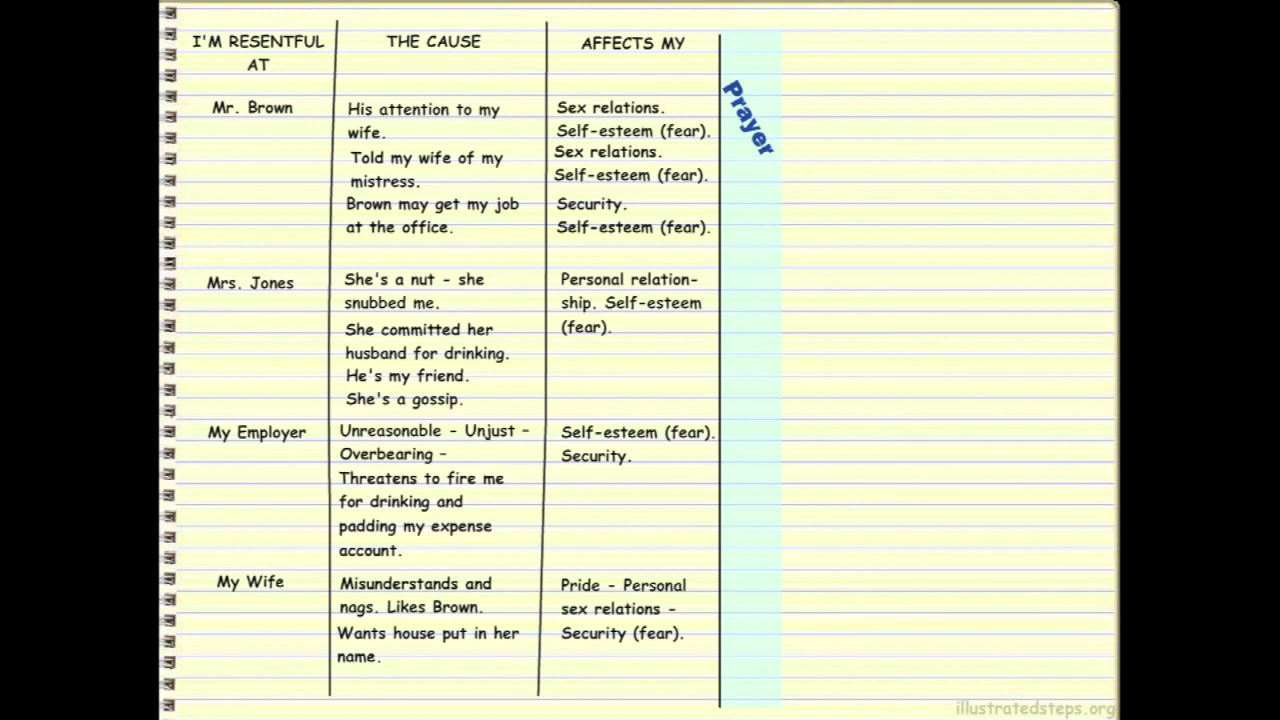 I'M RESENTFUL
AT
THE CAUSE
AFFECTS MY
Prayer
Mr. Brown
His attention to my
wife.
Told my wife of my
mistress.
Brown may get my job
at the office.
Sex relations.
Self-esteem (fear).
Sex relations.
Self-esteem (fear).
Security.
Self-esteem (fear).
Mrs. Jones
She's a nut - she
snubbed me.
She committed her
husband for drinking.
He's my friend.
She's a gossip.
Personal relation-
ship. Self-esteem
(fear).
My Employer
Unreasonable - Unjust -
Overbearing -
Threatens to fire me
for drinking and
padding my expense
account.
Self-esteem (fear).
Security.
My Wife
Misunderstands and
nags. Likes Brown.
Wants house put in her
name.
Pride - Personal
sex relations -
Security (fear).
illustratedsteps.org